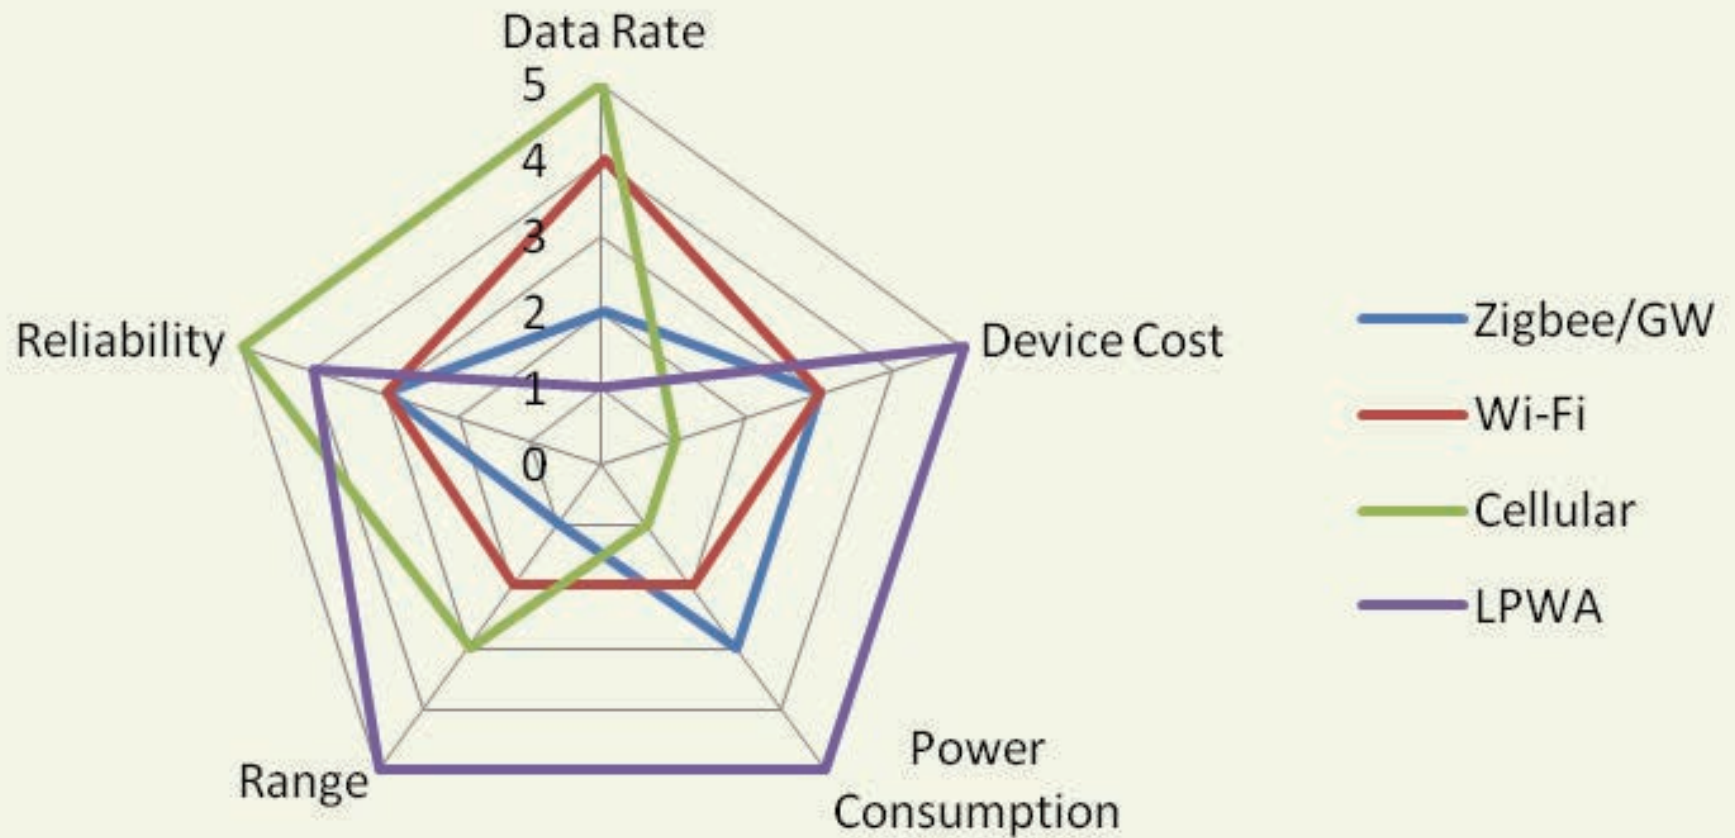 Data Rate
5
4
3
2
1
0
Reliability
Device Cost
Range
Power
Consumption
Zigbee/GW
Wi-Fi
Cellular
LPWA